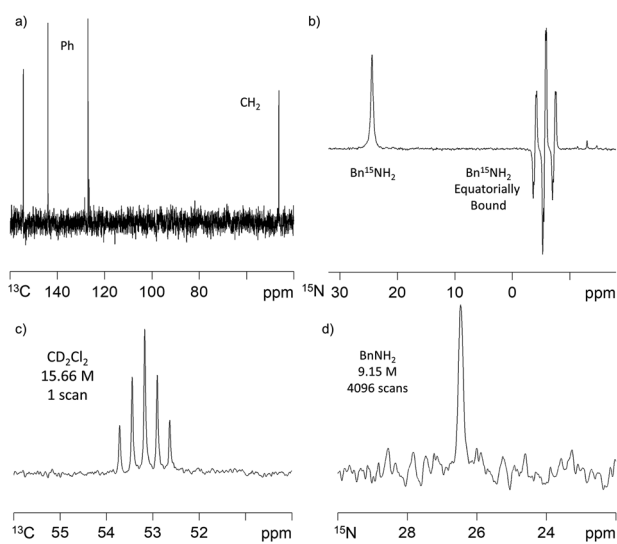 a)
Ph
CH2
13C 140 120 100 80 ppm
b)
Bn15NH2
Bn15NH2
Equatorially
Bound
15N 30 20 10 0 ppm
c)
CD2Cl2
15.66 M
1 scan
13C 55 54 53 52 ppm
d)
BnNH2
9.15 M
4096 scans
15N 28 26 24 ppm